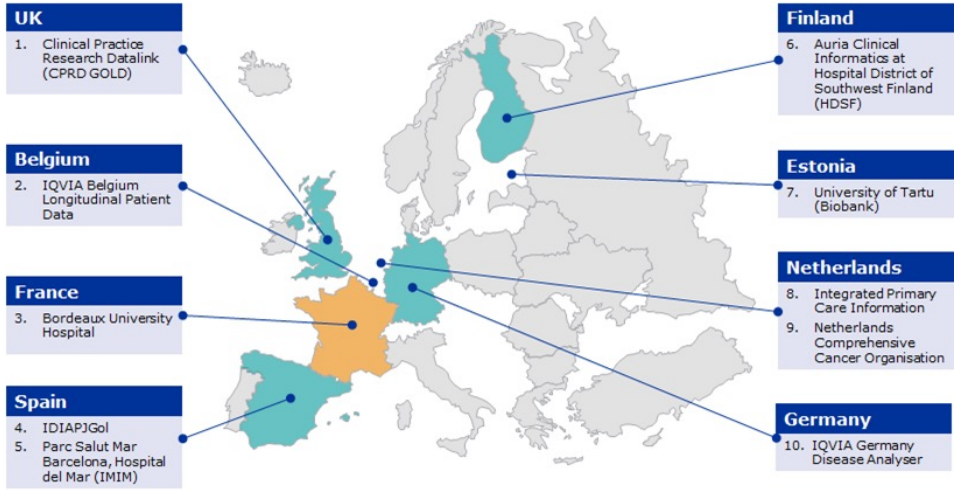 UK
1. Clinical Practice
Research Datalink
(CPRD GOLD)
Belgium
2. IQVIA Belgium
Longitudinal Patient
Data
France
3. Bordeaux University
Hospital
Spain
4. IDIAPJGol
5. Parc Salut Mar
Barcelona, Hospital
del Mar (IMIM)
Finland
6. Auria Clinical
Informatics at
Hospital District of
Southwest Finland
(HDSF)
Estonia
7. University of Tartu
(Biobank)
Netherlands
8. Integrated Primary
Care Information
9. Netherlands
Comprehensive
Cancer Organisation
Germany
10. IQVIA Germany
Disease Analyser